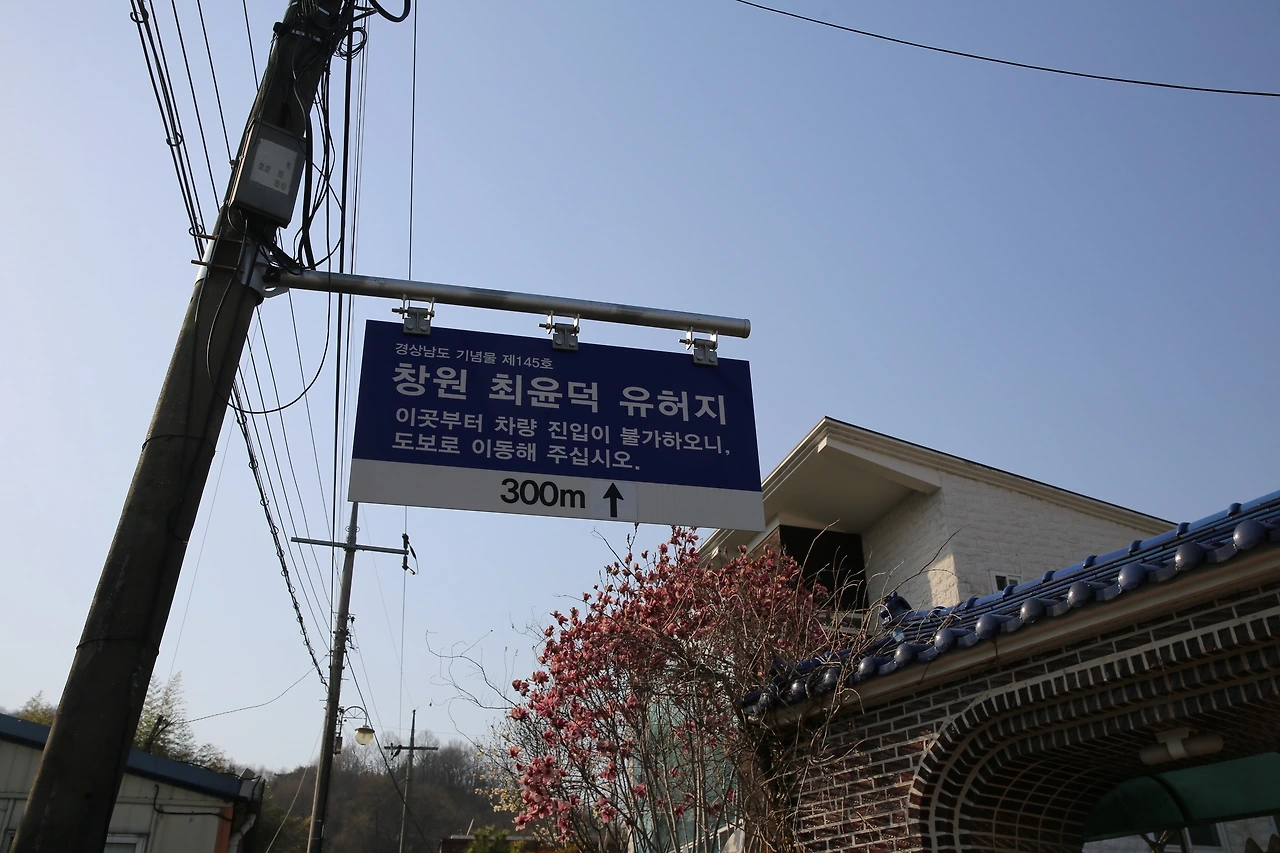 경상남도 기념물 제145호
창원 최윤덕 유허지
이곳부터 차량 진입이 불가하오니,
도보로 이동해 주십시오.
300m ↑